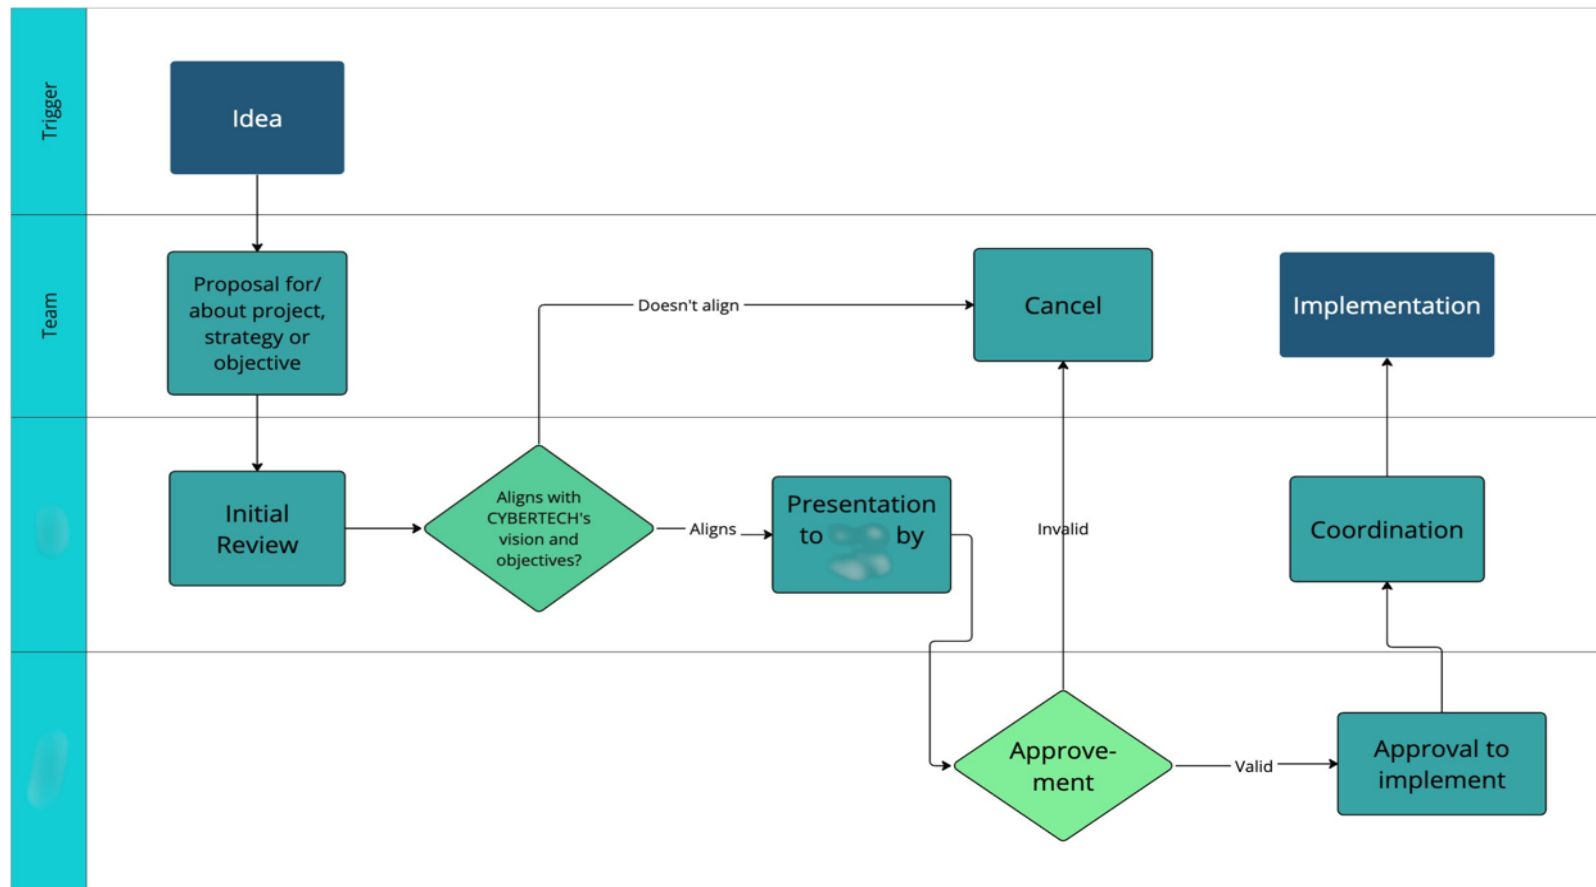 Trigger
Idea
Team
Proposal for/
about project,
strategy or
objective
Doesn't align
Cancel
Implementation
Initial
Review
Aligns with
CYBERTECH's
vision and
objectives?
Aligns
Presentation
to by
Invalid
Coordination
Approve-
ment
Valid
Approval to
implement